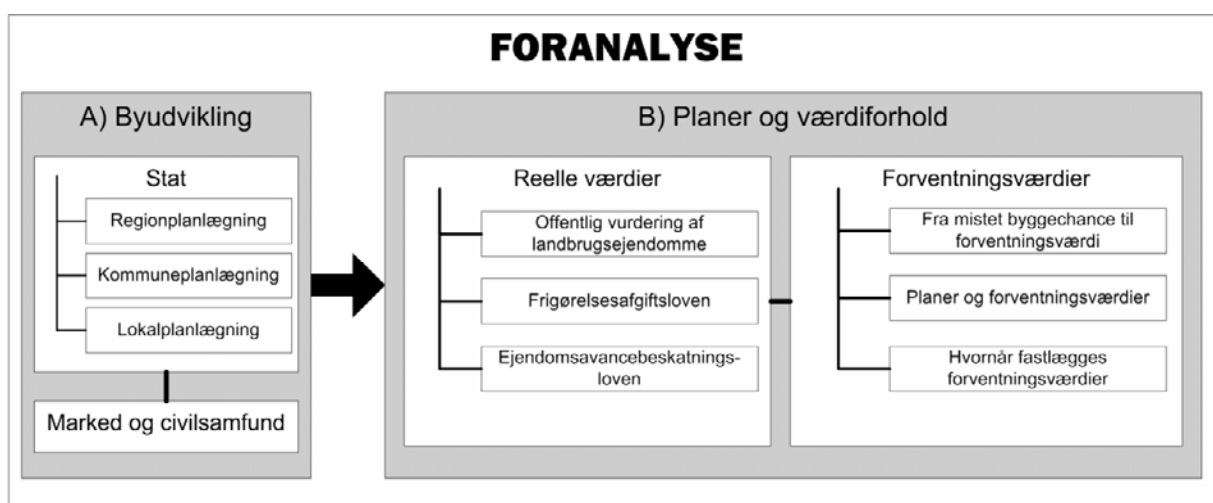 FORANALYSE
A) Byudvikling
Stat
Regionplanlægning
Kommuneplanlægning
Lokalplanlægning
Marked og civilsamfund
B) Planer og værdiforhold
Reelle værdier
Offentlig vurdering af
landbrugsejendomme
Frigørelsesafgiftsloven
Ejendomsavancebeskatnings-
loven
Forventningsværdier
Fra mistet byggechance til
forventningsværdi
Planer og forventningsværdier
Hvornår fastlægges
forventningsværdier